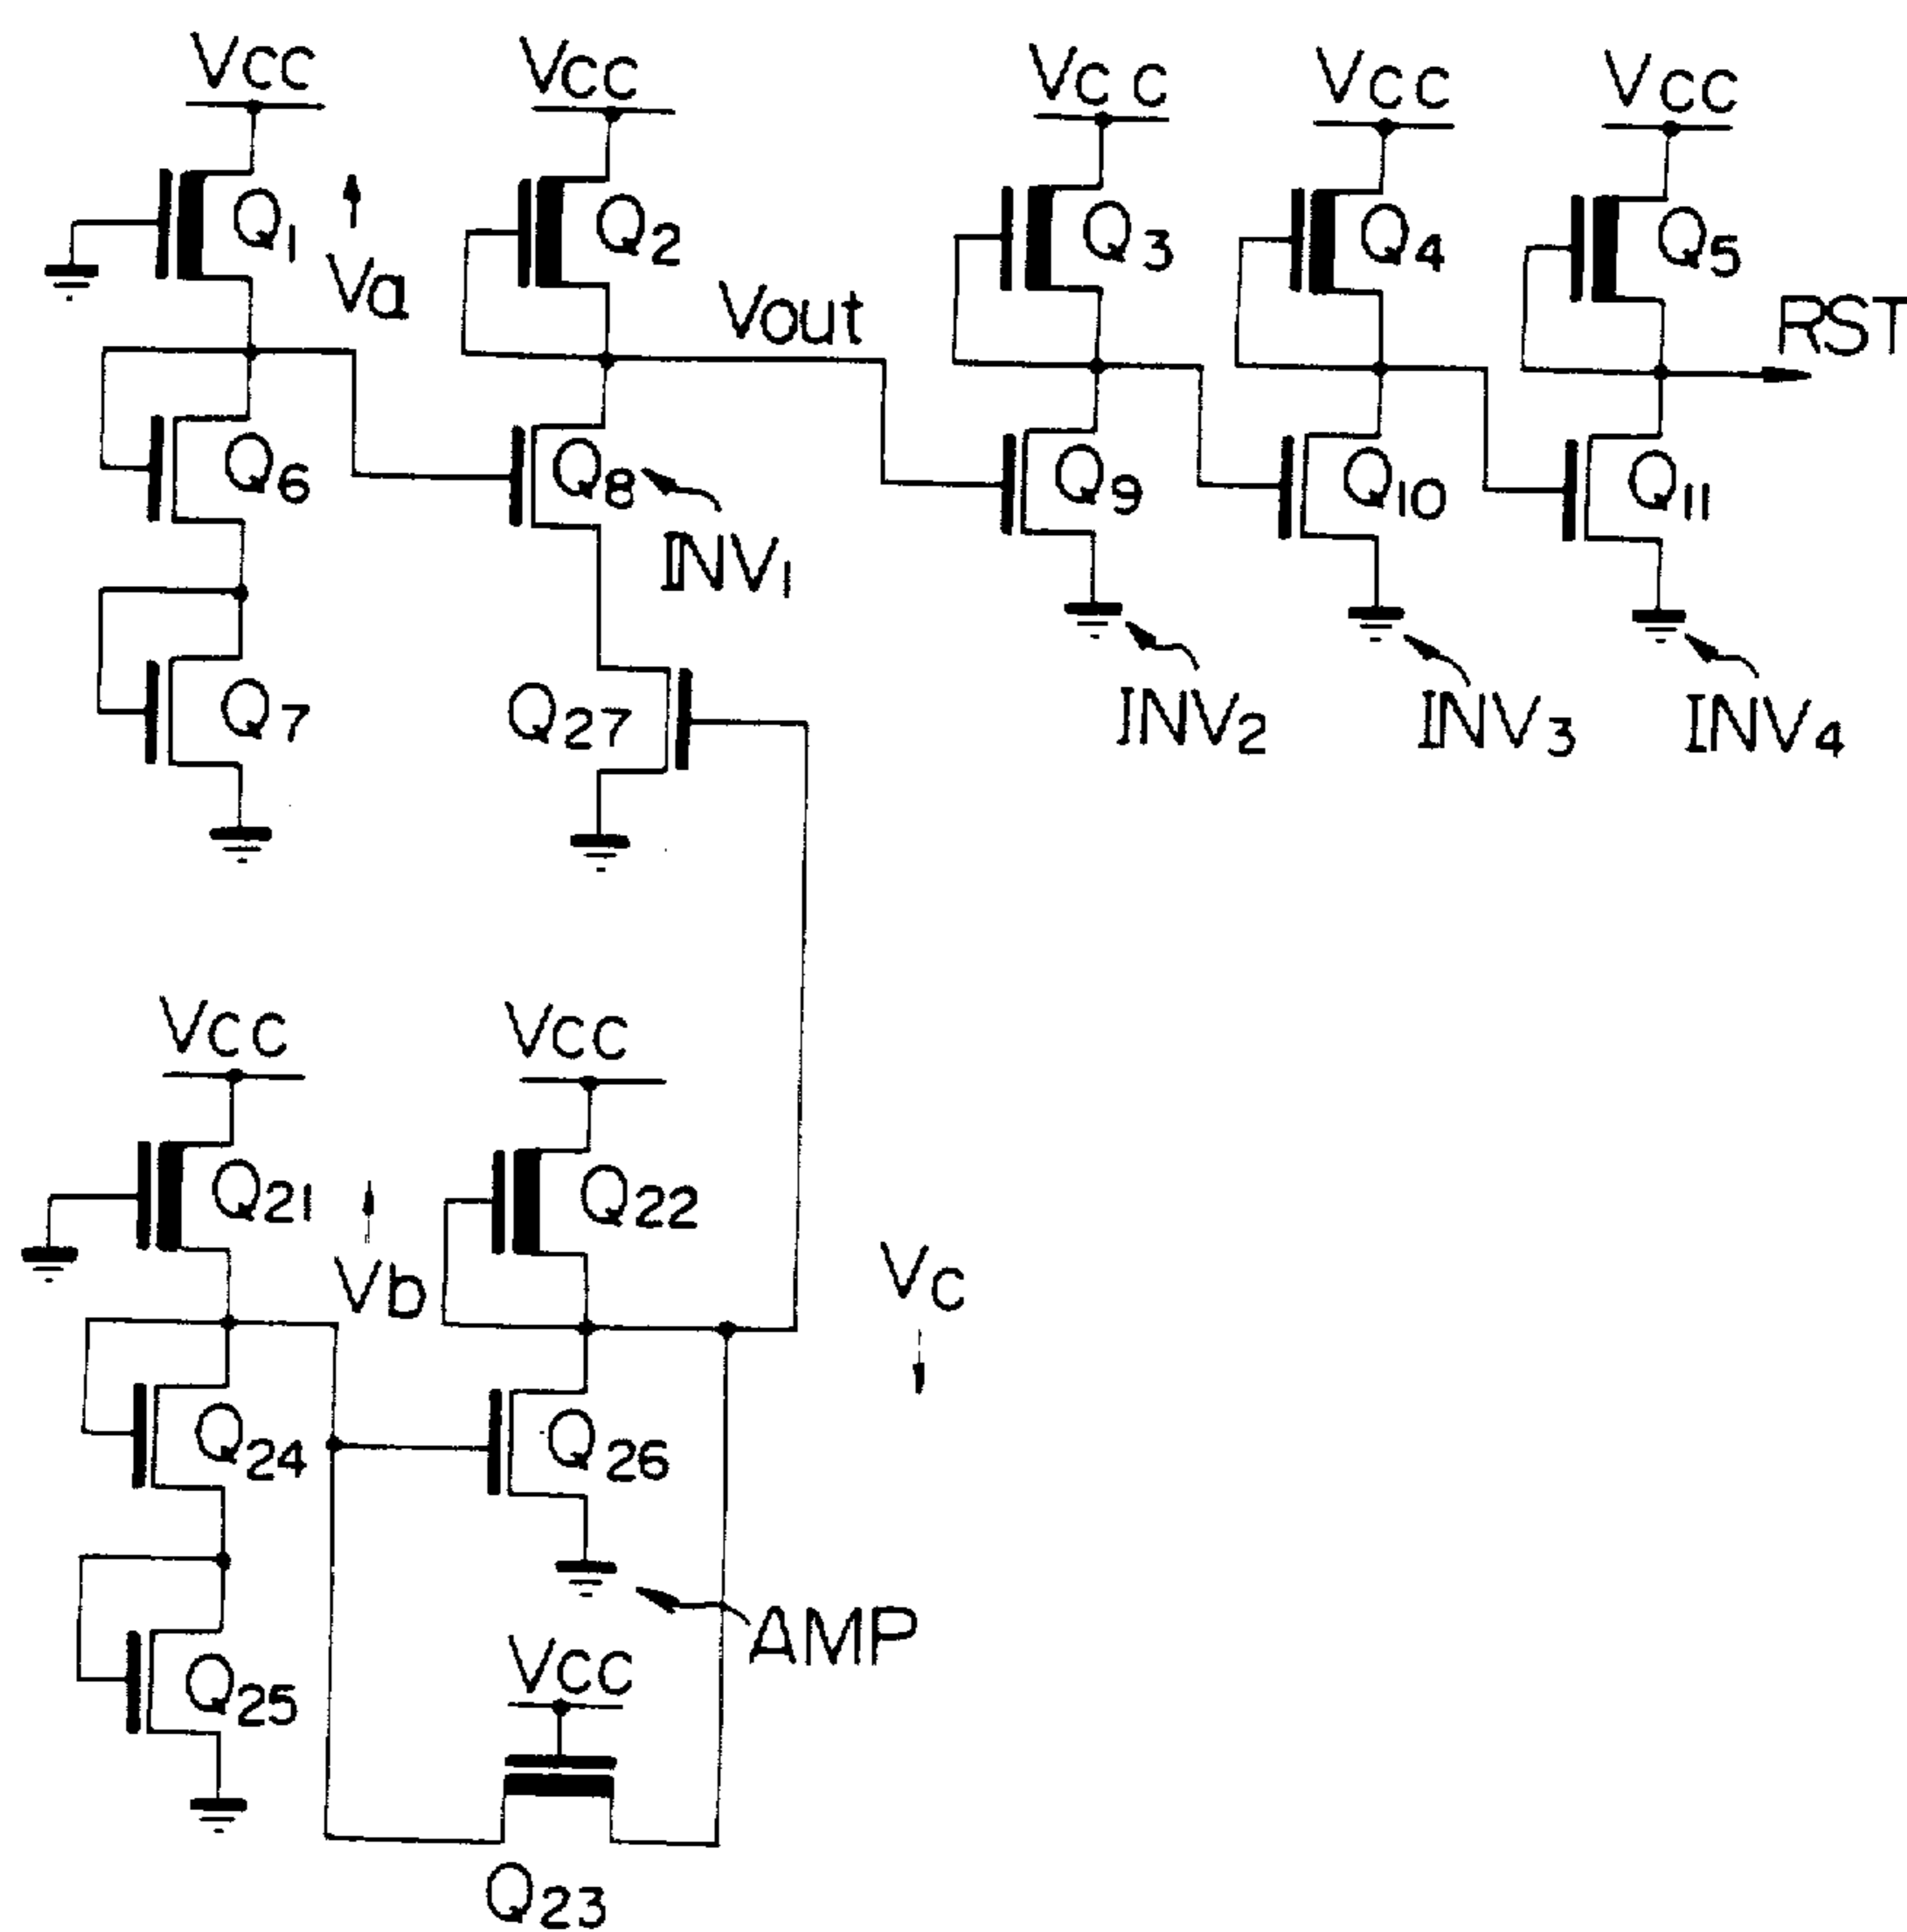 Vcc Vcc Vcc Vcc Vcc
Q1 Va Q2 Q3 Q4 Q5
Vout RST
Q6 Q8 Q9 Q10 Q11
INV1
Q7 Q27 INV2 INV3 INV4
Vcc Vcc
Q21 Vb Q22 Vc
Q24 Q26
AMP
Vcc
Q25
Q23